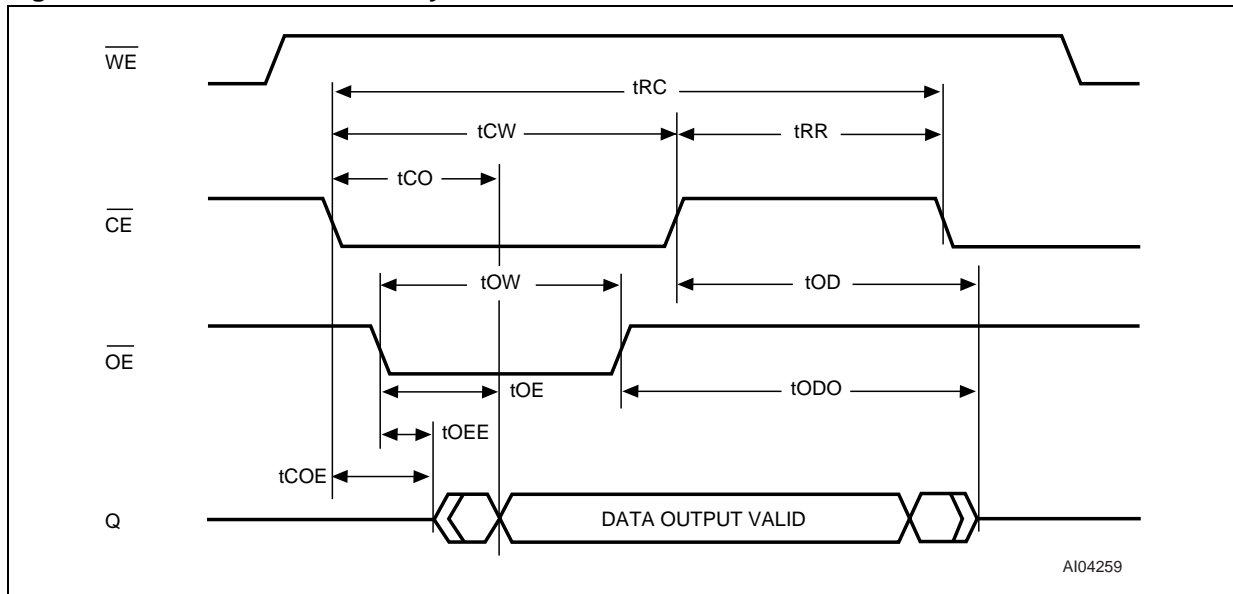 WE
tRC
tCW
tRR
tCO
CE
tOW
tOD
OE
tOE
tODO
tOEE
tCOE
Q
DATA OUTPUT VALID
AI04259